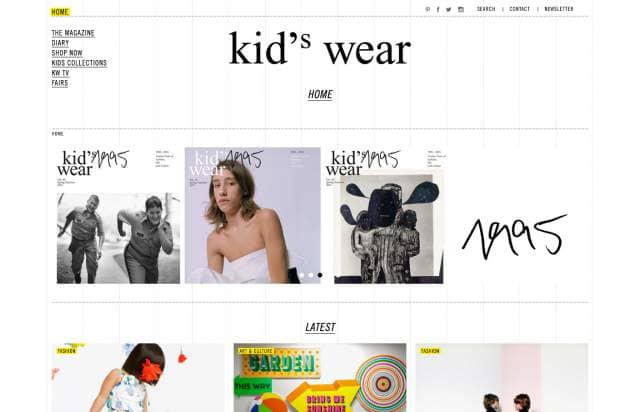 HOME
SEARCH | CONTACT | NEWSLETTER
THE MAGAZINE
DIARY
SHOP NOW
KIDS COLLECTIONS
KW TV
FAIRS
kid's wear
HOME
HOME
kid's 1995
wear
kid's 1995
wear
kid's 1995
wear
1995
LATEST
FASHION
ART & CULTURE
FASHION
GARDEN
THIS WAY
BRING ME
SUNSHINE